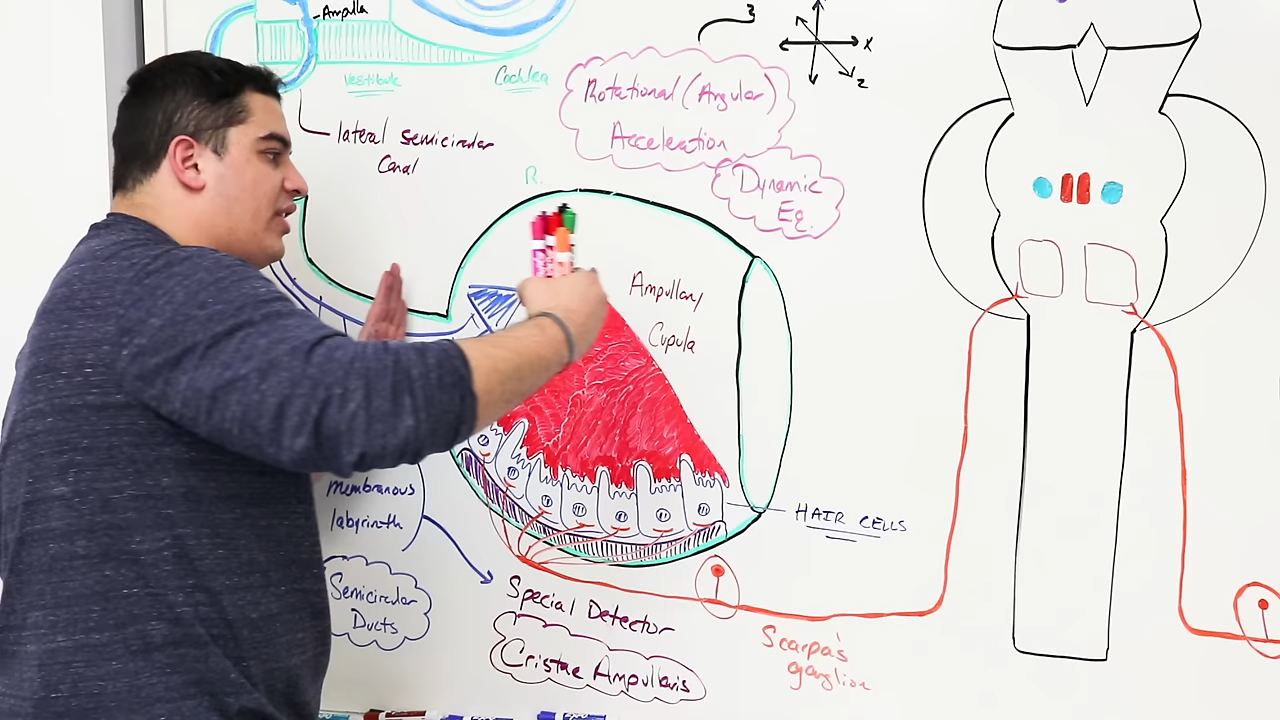 -Ampulla
Vestibule
Cochlea
lateral semicircular
Canal
3
x
z
Rotational (Angular)
Acceleration
Dynamic
Eq.
R.
Ampullary
Cupula
HAIR CELLS
membranous
labyrinth
Semicircular
Ducts
Special Detector
Cristae Ampullaris
Scarpa's
ganglion